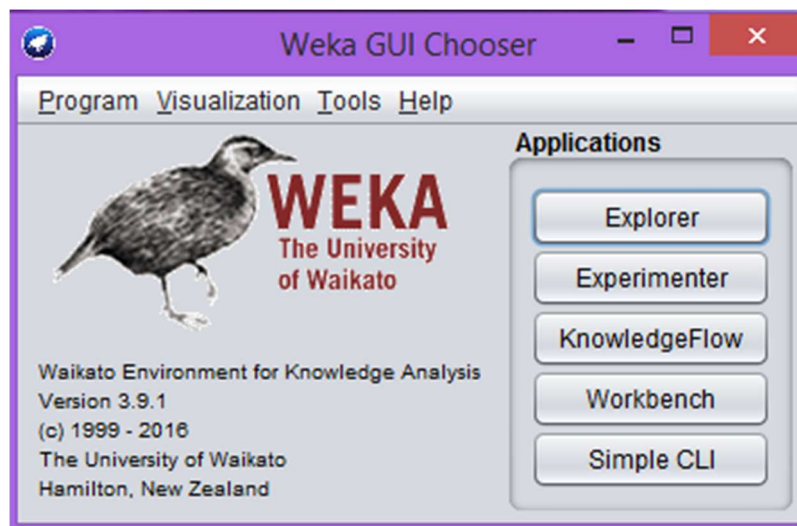 Weka GUI Chooser
Program Visualization Tools Help
WEKA
The University
of Waikato
Waikato Environment for Knowledge Analysis
Version 3.9.1
(c) 1999 - 2016
The University of Waikato
Hamilton, New Zealand
Applications
Explorer
Experimenter
KnowledgeFlow
Workbench
Simple CLI